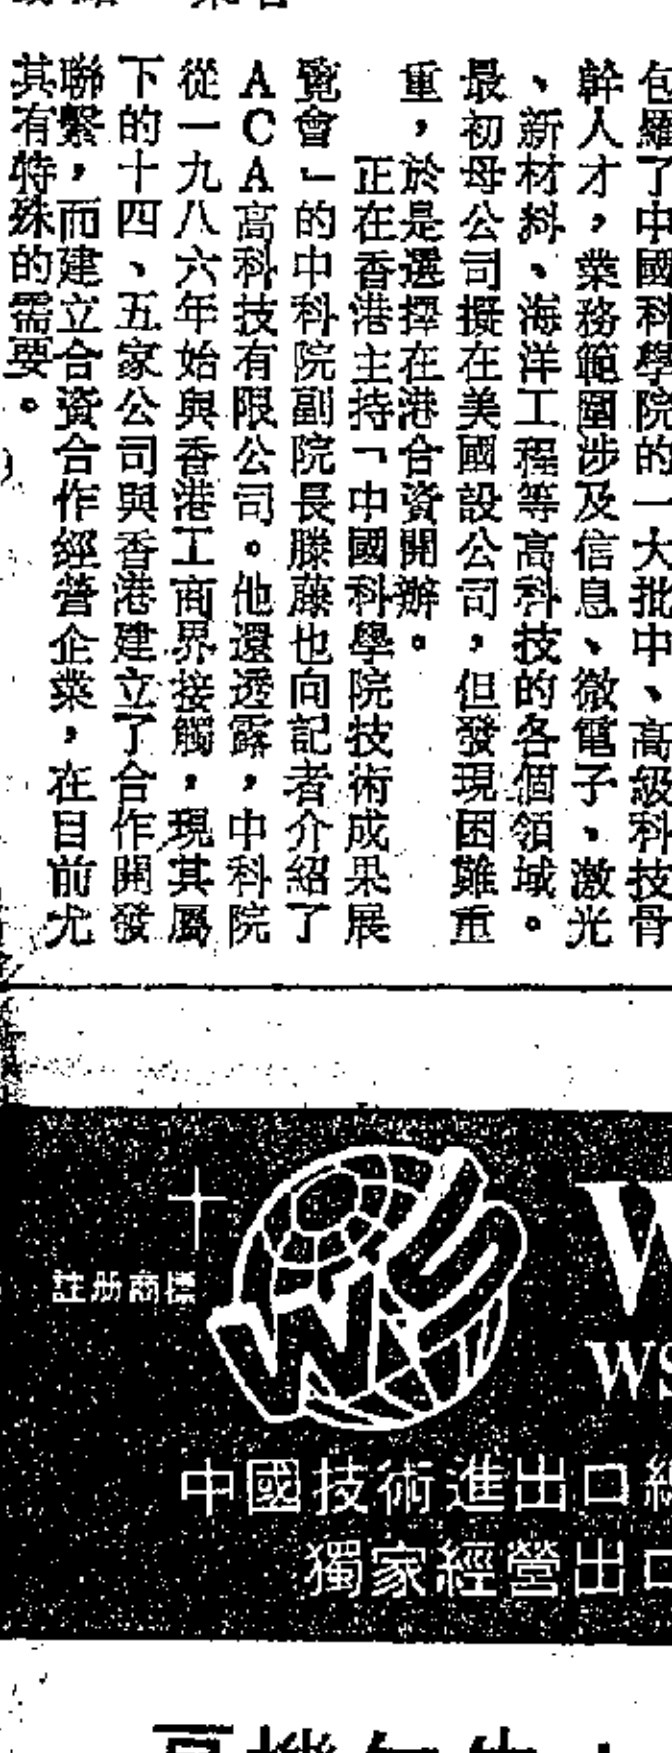 包羅了中國科學院的一大批中、高級科技骨
幹人才，業務範圍涉及信息、微電子、激光
、新材料、海洋工程等高科技的各個領域。
最初母公司擬在美國設公司，但發現困難重
重，於是選擇在港合資開辦。
正在香港主持「中國科學院技術成果展
覽會」的中科院副院長滕藤也向記者介紹了
ＡＣＡ高科技有限公司。他還透露，中科院
從一九八六年始與香港工商界接觸，現其屬
下的十四、五家公司與香港建立了合作開發
聯繫，而建立合資合作經營企業，在目前尤
其有特殊的需要。
註册商標
WS
W
WS
中國技術進出口總
獨家經營出口